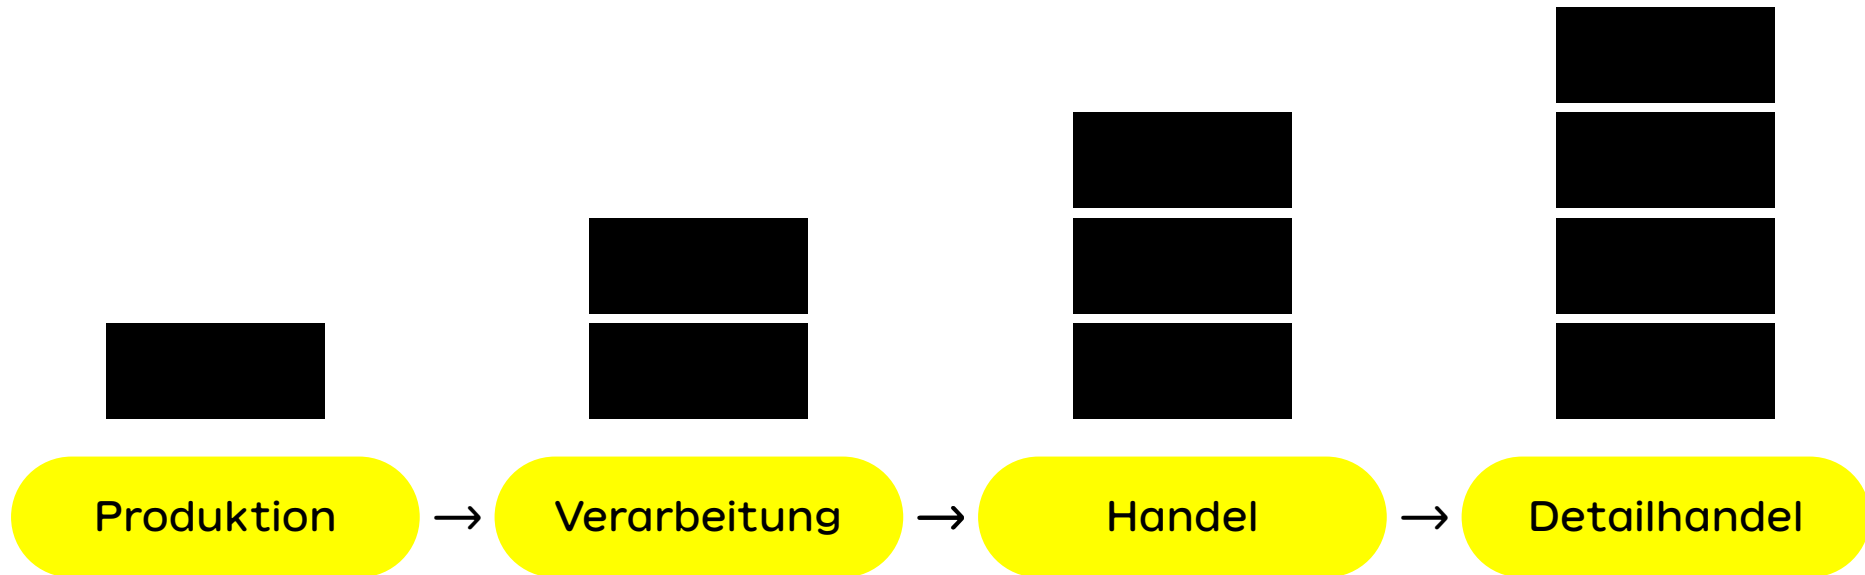 Produktion → Verarbeitung → Handel → Detailhandel